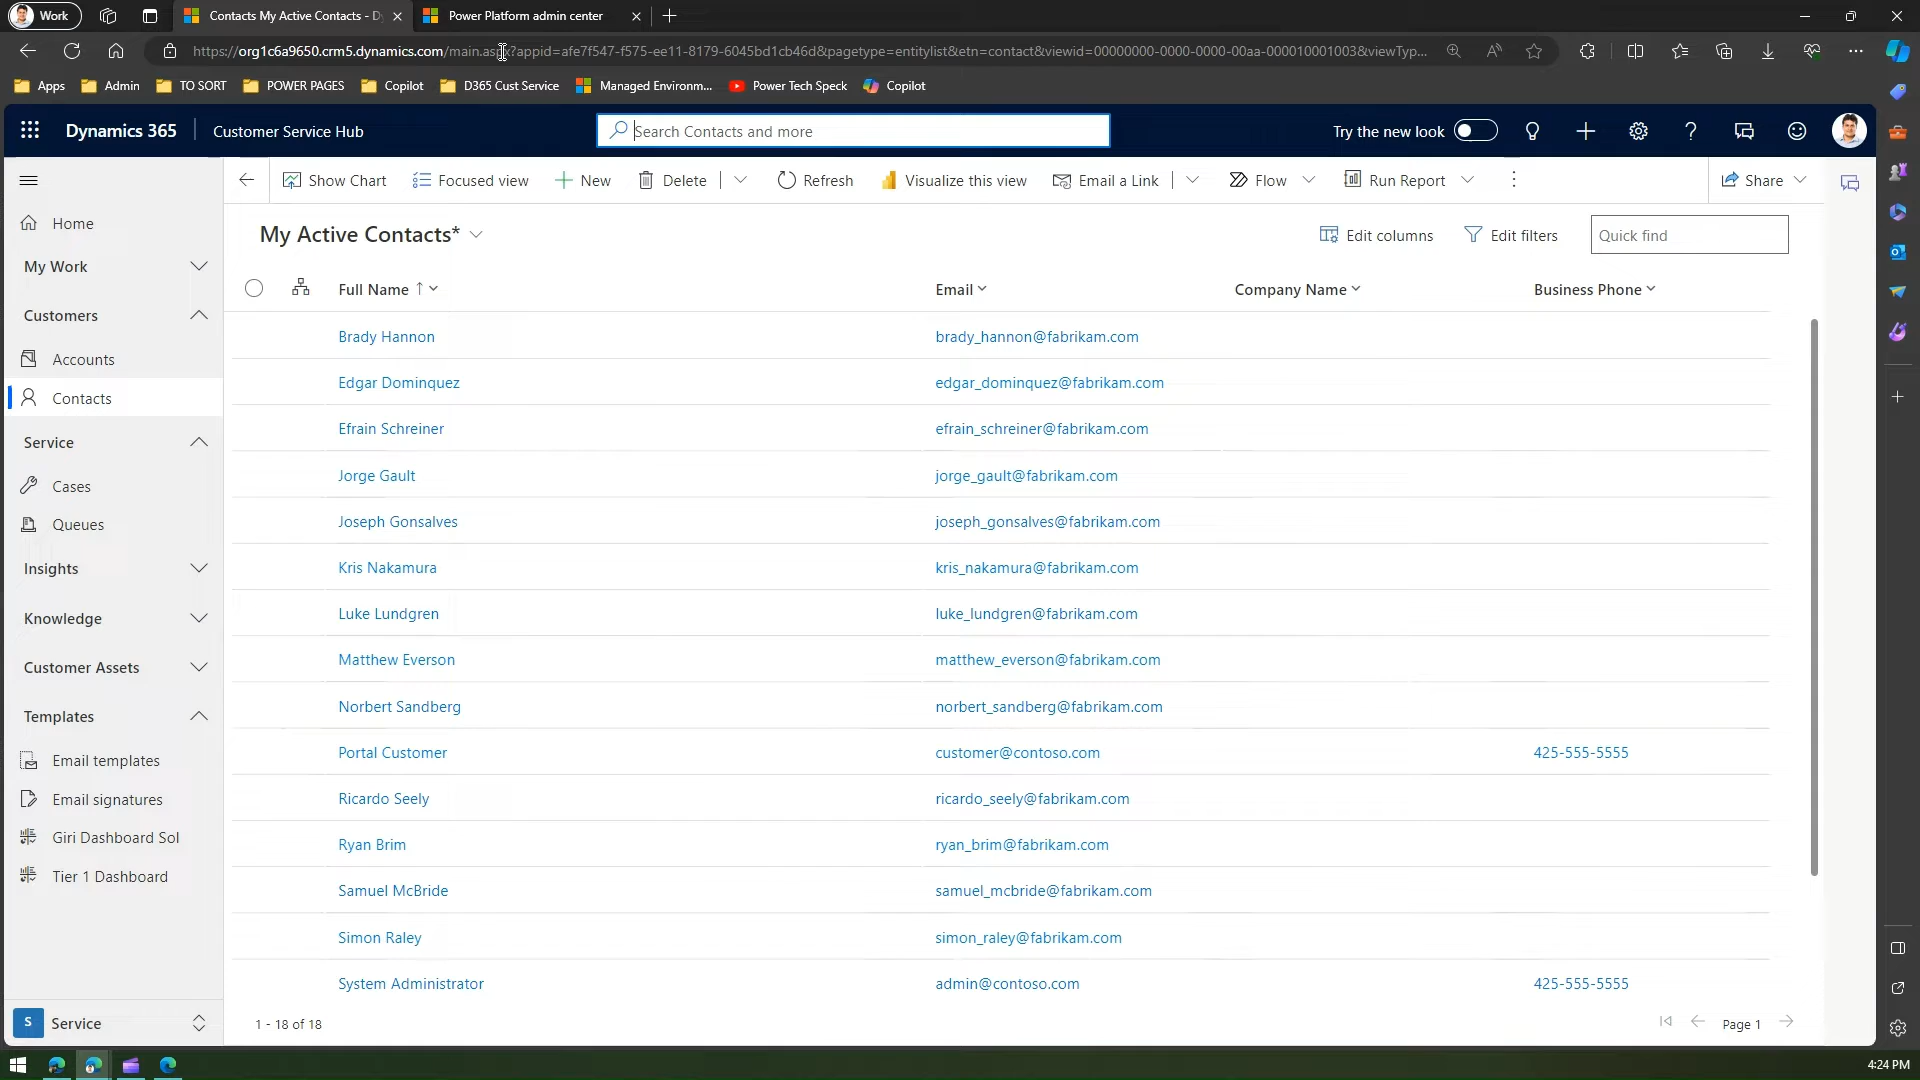 Work
Contacts My Active Contacts - D
Power Platform admin center
https://org1c6a9650.crm5.dynamics.com/main.aspx?appid=afe7f547-f575-ee11-8179-6045bd1cb46d&pagetype=entitylist&etn=contact&viewid=00000000-0000-0000-00aa-000010001003&viewTyp...
Apps
Admin
TO SORT
POWER PAGES
Copilot
D365 Cust Service
Managed Environm...
Power Tech Speck
Copilot
Dynamics 365
Customer Service Hub
Search Contacts and more
Try the new look
Show Chart
Focused view
New
Delete
Refresh
Visualize this view
Email a Link
Flow
Run Report
Share
Home
My Work
Customers
Accounts
Contacts
Service
Cases
Queues
Insights
Knowledge
Customer Assets
Templates
Email templates
Email signatures
Giri Dashboard Sol
Tier 1 Dashboard
S Service
My Active Contacts*
Edit columns
Edit filters
Quick find
Full Name ↑ Email Company Name Business Phone
Brady Hannon brady_hannon@fabrikam.com
Edgar Dominquez edgar_dominquez@fabrikam.com
Efrain Schreiner efrain_schreiner@fabrikam.com
Jorge Gault jorge_gault@fabrikam.com
Joseph Gonsalves joseph_gonsalves@fabrikam.com
Kris Nakamura kris_nakamura@fabrikam.com
Luke Lundgren luke_lundgren@fabrikam.com
Matthew Everson matthew_everson@fabrikam.com
Norbert Sandberg norbert_sandberg@fabrikam.com
Portal Customer customer@contoso.com 425-555-5555
Ricardo Seely ricardo_seely@fabrikam.com
Ryan Brim ryan_brim@fabrikam.com
Samuel McBride samuel_mcbride@fabrikam.com
Simon Raley simon_raley@fabrikam.com
System Administrator admin@contoso.com 425-555-5555
1 - 18 of 18
Page 1
4:24 PM